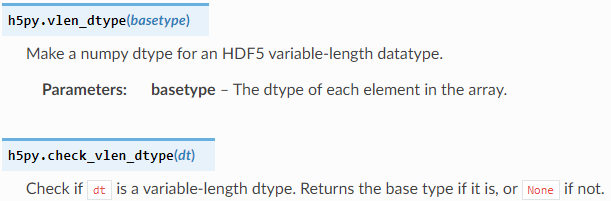 h5py.vlen_dtype(basetype)
Make a numpy dtype for an HDF5 variable-length datatype.
Parameters: basetype – The dtype of each element in the array.
h5py.check_vlen_dtype(dt)
Check if dt is a variable-length dtype. Returns the base type if it is, or None if not.